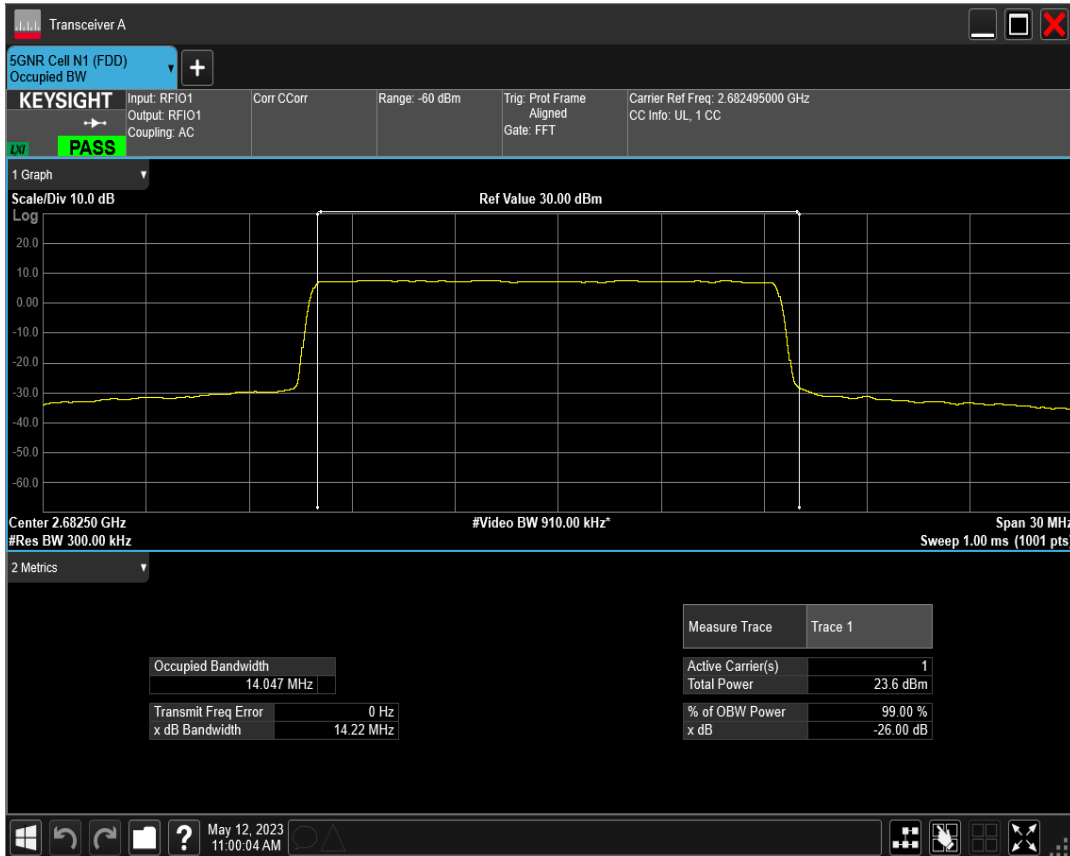 Transceiver A
5GNR Cell N1 (FDD)
Occupied BW
+
KEYSIGHT
LXI
PASS
Input: RFIO1
Output: RFIO1
Coupling: AC
Corr CCorr
Range: -60 dBm
Trig: Prot Frame
Aligned
Gate: FFT
Carrier Ref Freq: 2.682495000 GHz
CC Info: UL, 1 CC
1 Graph
Scale/Div 10.0 dB
Ref Value 30.00 dBm
Log
20.0
10.0
0.00
-10.0
-20.0
-30.0
-40.0
-50.0
-60.0
Center 2.68250 GHz
#Video BW 910.00 kHz*
Span 30 MHz
#Res BW 300.00 kHz
Sweep 1.00 ms (1001 pts)
2 Metrics
Measure Trace Trace 1
Occupied Bandwidth
14.047 MHz
Active Carrier(s) 1
Total Power 23.6 dBm
Transmit Freq Error 0 Hz
x dB Bandwidth 14.22 MHz
% of OBW Power 99.00 %
x dB -26.00 dB
?
May 12, 2023
11:00:04 AM